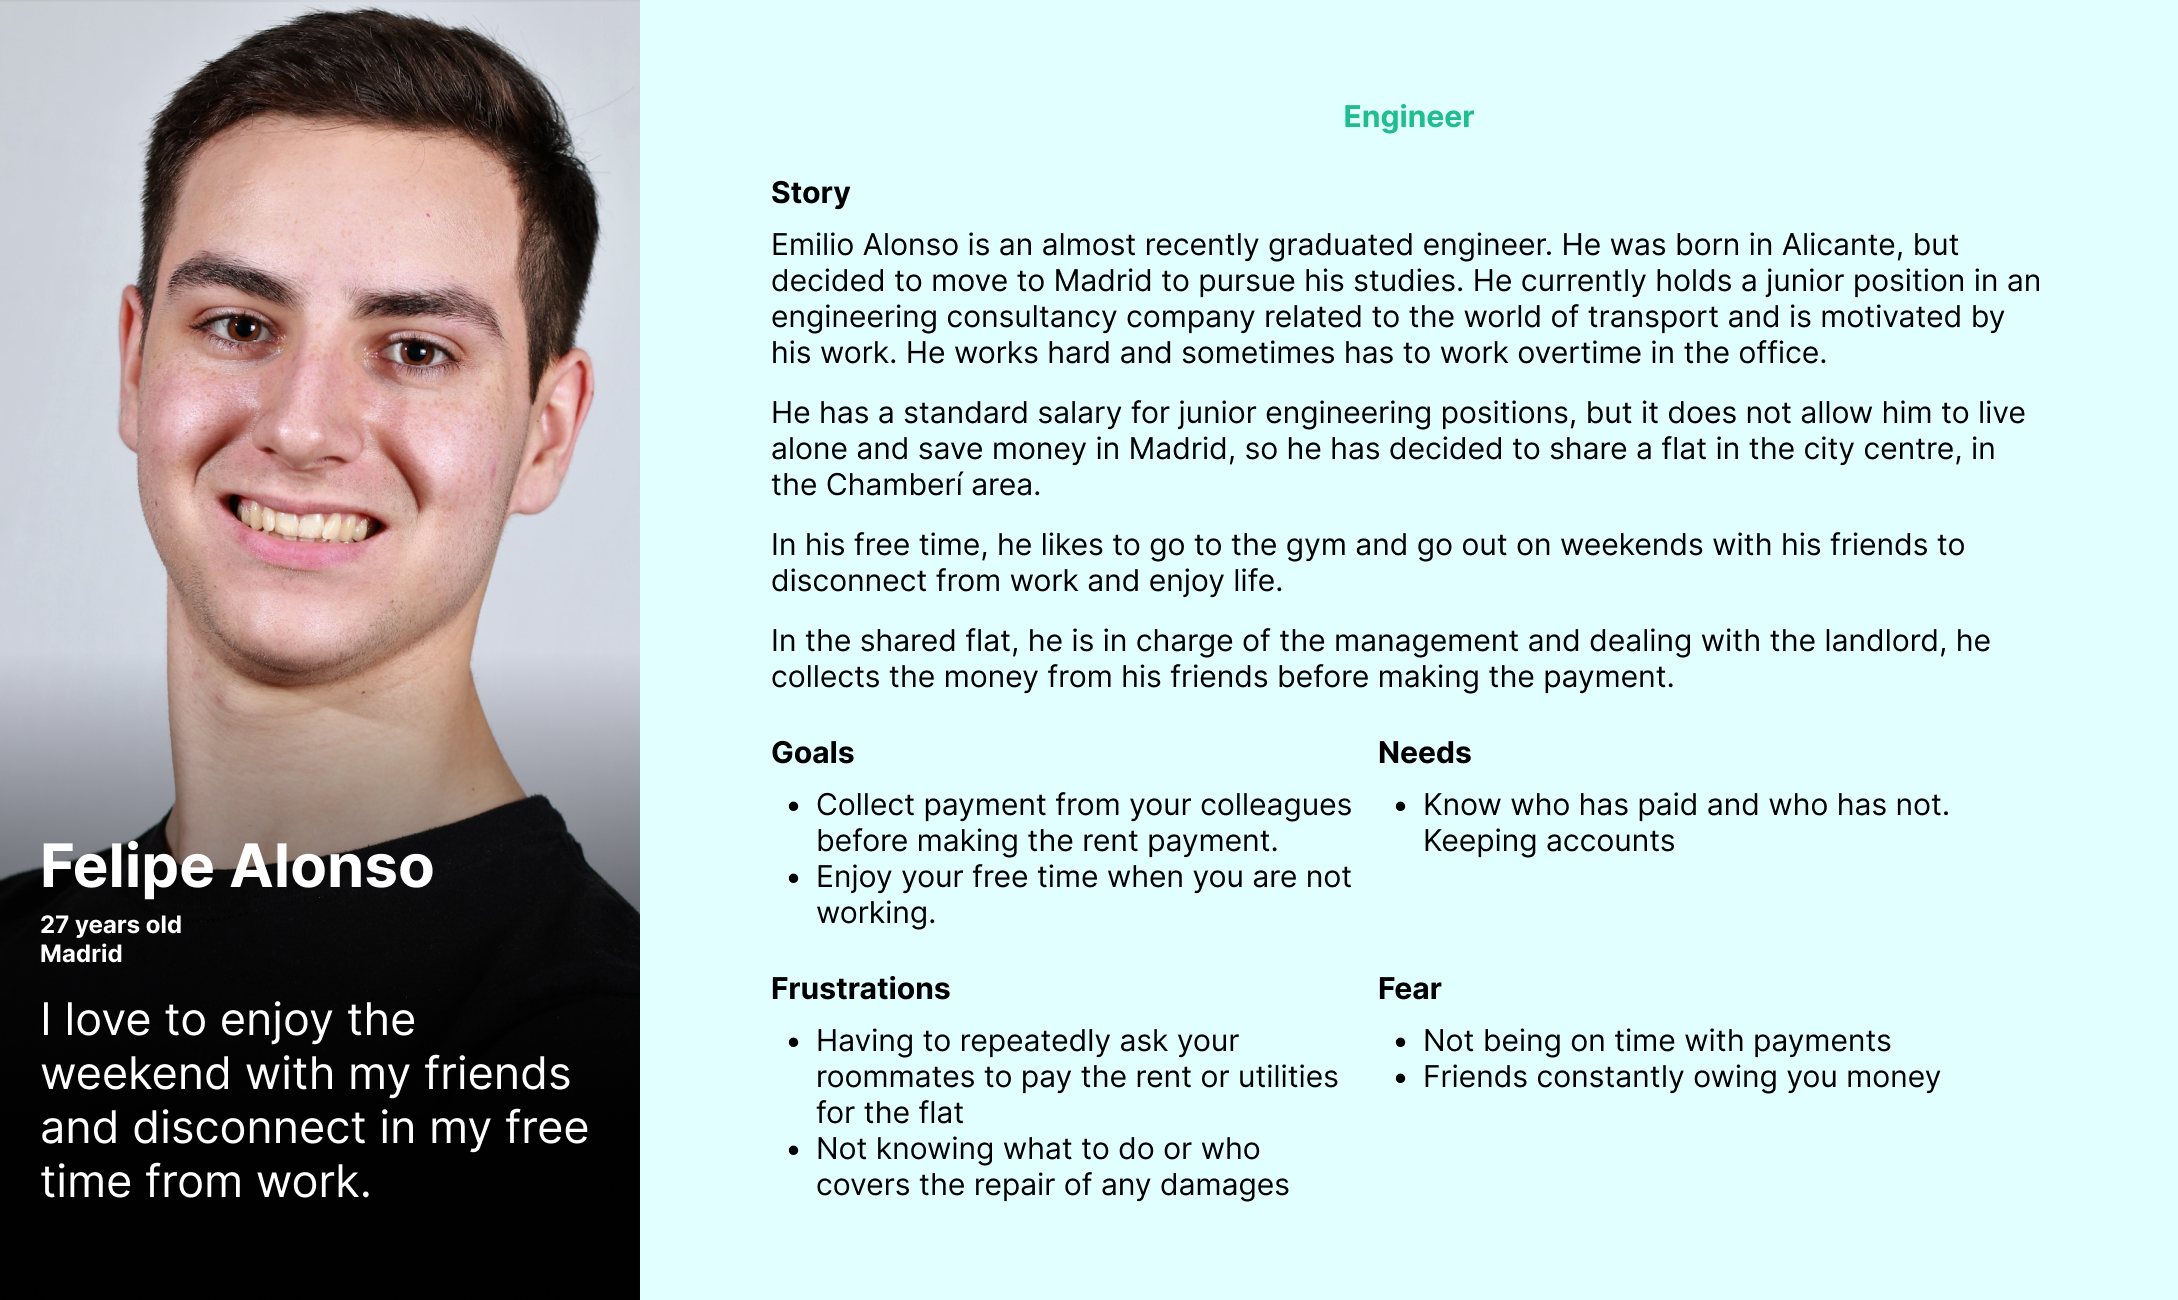 Felipe Alonso
27 years old
Madrid
I love to enjoy the
weekend with my friends
and disconnect in my free
time from work.
Engineer
Story
Emilio Alonso is an almost recently graduated engineer. He was born in Alicante, but
decided to move to Madrid to pursue his studies. He currently holds a junior position in an
engineering consultancy company related to the world of transport and is motivated by
his work. He works hard and sometimes has to work overtime in the office.
He has a standard salary for junior engineering positions, but it does not allow him to live
alone and save money in Madrid, so he has decided to share a flat in the city centre, in
the Chamberí area.
In his free time, he likes to go to the gym and go out on weekends with his friends to
disconnect from work and enjoy life.
In the shared flat, he is in charge of the management and dealing with the landlord, he
collects the money from his friends before making the payment.
Goals
• Collect payment from your colleagues
before making the rent payment.
• Enjoy your free time when you are not
working.
Needs
• Know who has paid and who has not.
Keeping accounts
Frustrations
• Having to repeatedly ask your
roommates to pay the rent or utilities
for the flat
• Not knowing what to do or who
covers the repair of any damages
Fear
• Not being on time with payments
• Friends constantly owing you money